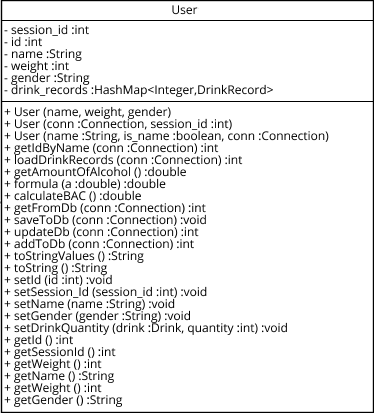 User
- session_id :int
- id :int
- name :String
- weight :int
- gender :String
- drink_records :HashMap<Integer,DrinkRecord>
+ User (name, weight, gender)
+ User (conn :Connection, session_id :int)
+ User (name :String, is_name :boolean, conn :Connection)
+ getIdByName (conn :Connection) :int
+ loadDrinkRecords (conn :Connection) :int
+ getAmountOfAlcohol () :double
+ formula (a :double) :double
+ calculateBAC () :double
+ getFromDb (conn :Connection) :int
+ saveToDb (conn :Connection) :void
+ updateDb (conn :Connection) :int
+ addToDb (conn :Connection) :int
+ toStringValues () :String
+ toString () :String
+ setId (id :int) :void
+ setSession_Id (session_id :int) :void
+ setName (name :String) :void
+ setGender (gender :String) :void
+ setDrinkQuantity (drink :Drink, quantity :int) :void
+ getId () :int
+ getSessionId () :int
+ getWeight () :int
+ getName () :String
+ getWeight () :int
+ getGender () :String